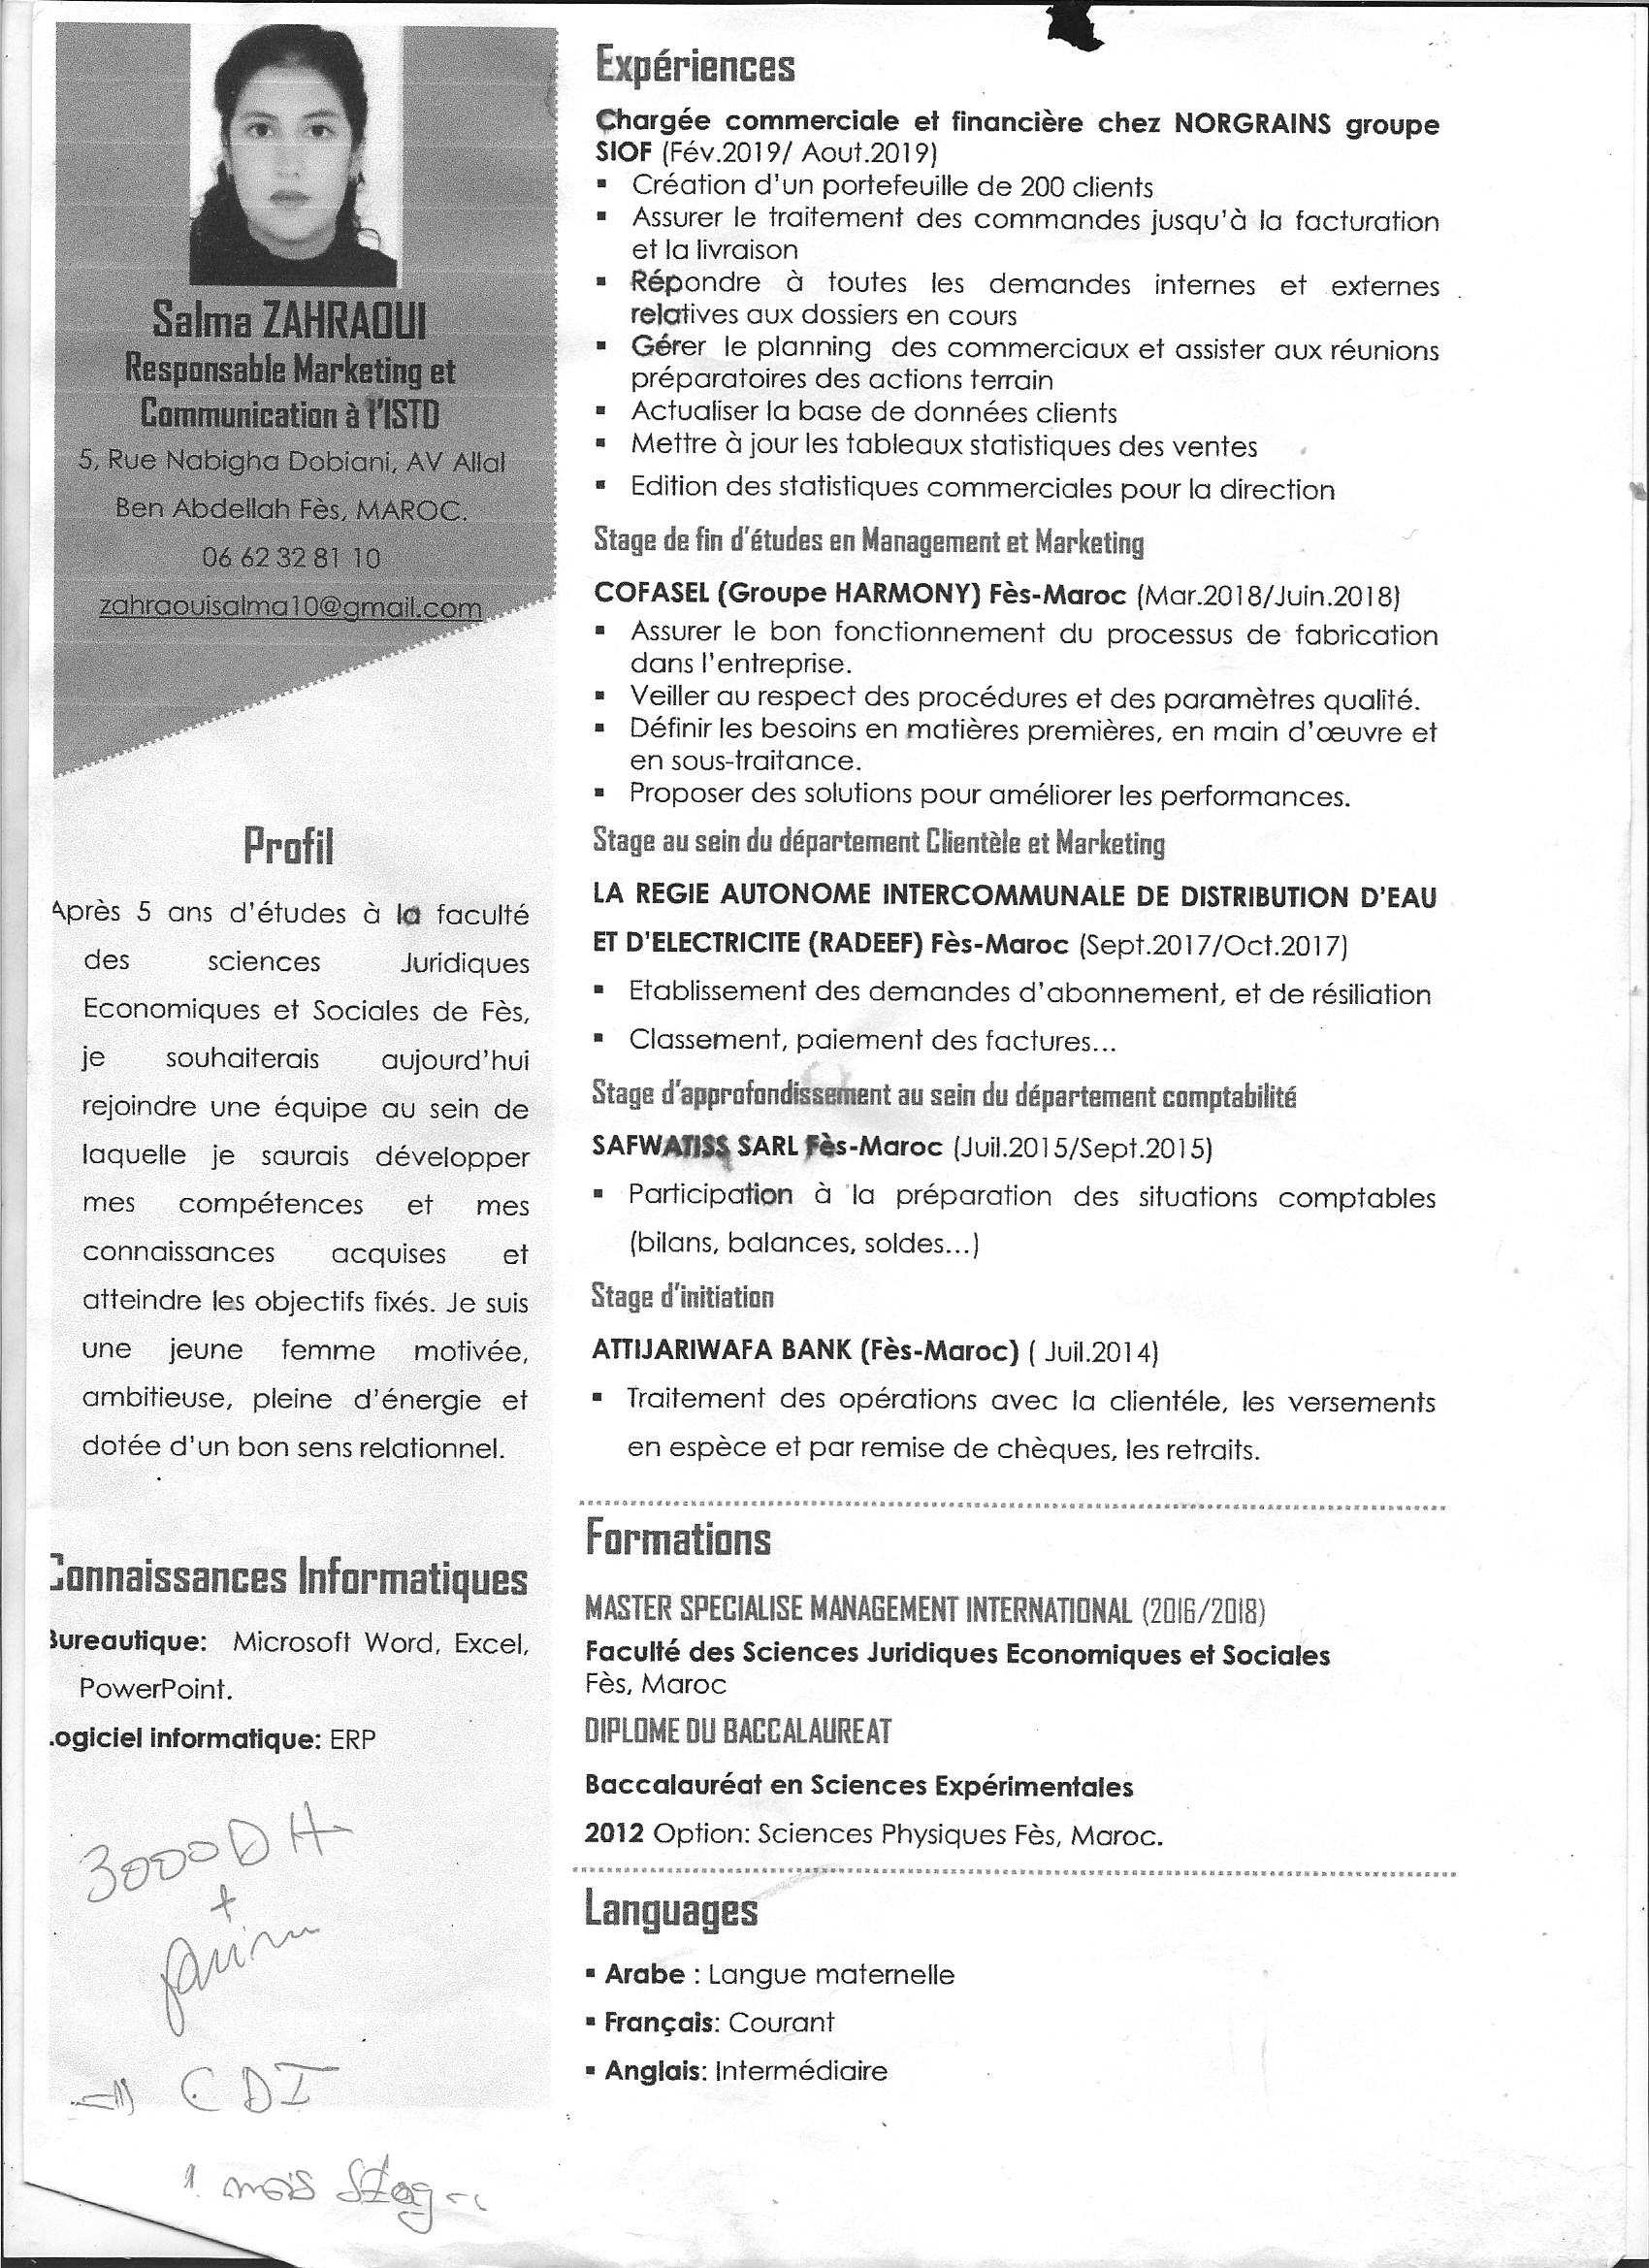 Salma ZAHRAOUI
Responsable Marketing et
Communication à l'ISTD
5, Rue Nabigha Dobiani, AV Allal
Ben Abdellah Fès, MAROC.
06 62 32 81 10
zahraouisalma10@gmail.com
Profil
Après 5 ans d'études à la faculté
des sciences Juridiques
Economiques et Sociales de Fès,
je souhaiterais aujourd'hui
rejoindre une équipe au sein de
laquelle je saurais développer
mes compétences et mes
connaissances acquises et
atteindre les objectifs fixés. Je suis
une jeune femme motivée,
ambitieuse, pleine d'énergie et
dotée d'un bon sens relationnel.
Connaissances Informatiques
Bureautique: Microsoft Word, Excel,
PowerPoint.
Logiciel informatique: ERP
3000 DH
+
CDI
1 mois Stage
Expériences
Chargée commerciale et financière chez NORGRAINS groupe
SIOF (Fév.2019/ Aout.2019)
▪ Création d'un portefeuille de 200 clients
▪ Assurer le traitement des commandes jusqu'à la facturation
et la livraison
▪ Répondre à toutes les demandes internes et externes
relatives aux dossiers en cours
▪ Gérer le planning des commerciaux et assister aux réunions
préparatoires des actions terrain
▪ Actualiser la base de données clients
▪ Mettre à jour les tableaux statistiques des ventes
▪ Edition des statistiques commerciales pour la direction
Stage de fin d'études en Management et Marketing
COFASEL (Groupe HARMONY) Fès-Maroc (Mar.2018/Juin.2018)
▪ Assurer le bon fonctionnement du processus de fabrication
dans l'entreprise.
▪ Veiller au respect des procédures et des paramètres qualité.
▪ Définir les besoins en matières premières, en main d'œuvre et
en sous-traitance.
▪ Proposer des solutions pour améliorer les performances.
Stage au sein du département Clientèle et Marketing
LA REGIE AUTONOME INTERCOMMUNALE DE DISTRIBUTION D'EAU
ET D'ELECTRICITE (RADEEF) Fès-Maroc (Sept.2017/Oct.2017)
▪ Etablissement des demandes d'abonnement, et de résiliation
▪ Classement, paiement des factures...
Stage d'approfondissement au sein du département comptabilité
SAFWATISS SARL Fès-Maroc (Juil.2015/Sept.2015)
▪ Participation à la préparation des situations comptables
(bilans, balances, soldes...)
Stage d'initiation
ATTIJARIWAFA BANK (Fès-Maroc) ( Juil.2014)
▪ Traitement des opérations avec la clientéle, les versements
en espèce et par remise de chèques, les retraits.
Formations
MASTER SPECIALISE MANAGEMENT INTERNATIONAL (2016/2018)
Faculté des Sciences Juridiques Economiques et Sociales
Fès, Maroc
DIPLOME DU BACCALAUREAT
Baccalauréat en Sciences Expérimentales
2012 Option: Sciences Physiques Fès, Maroc.
Languages
▪ Arabe : Langue maternelle
▪ Français: Courant
▪ Anglais: Intermédiaire